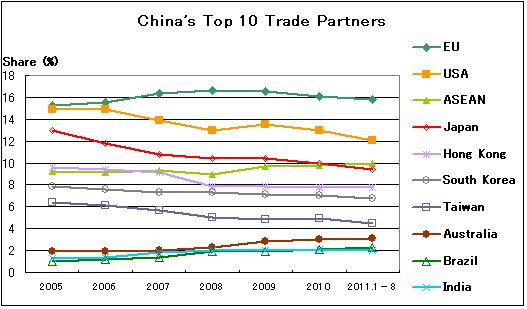 China's Top 10 Trade Partners
Share (%)
18
16
14
12
10
8
6
4
2
0
2005 2006 2007 2008 2009 2010 2011.1-8
EU
USA
ASEAN
Japan
Hong Kong
South Korea
Taiwan
Australia
Brazil
India